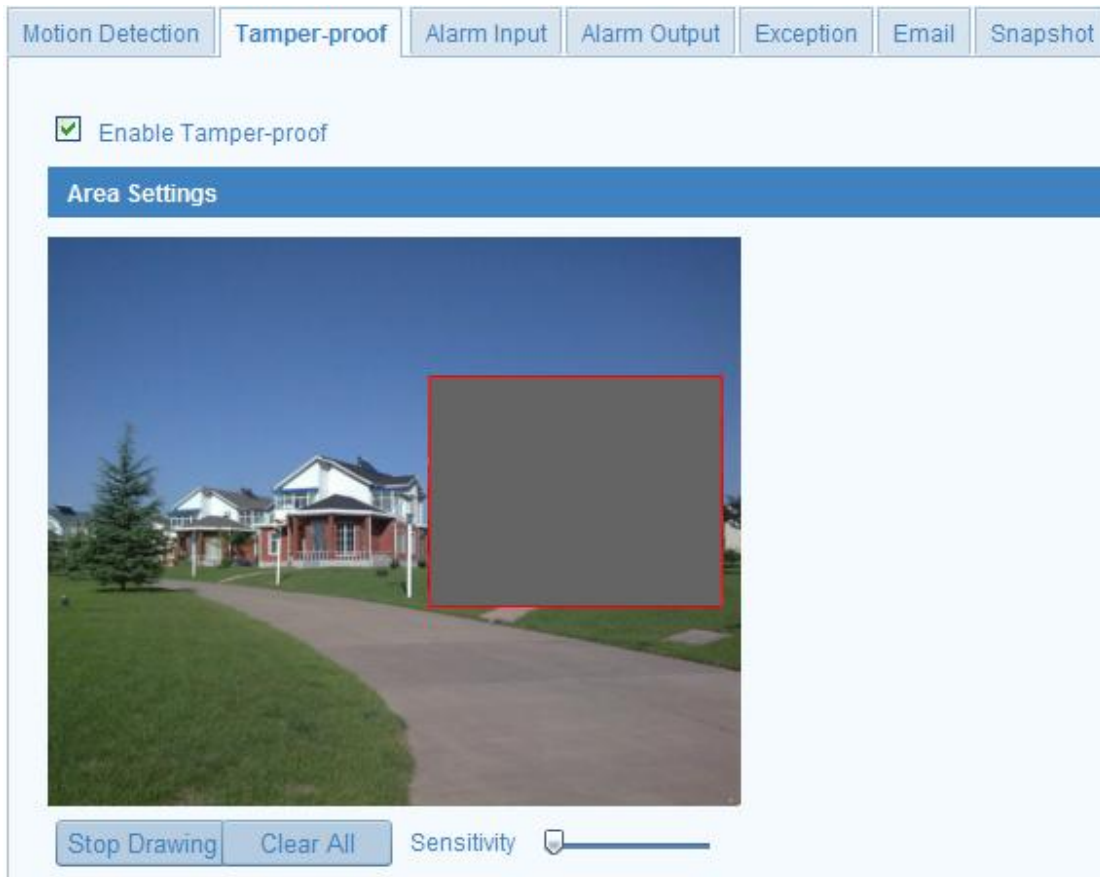 Motion Detection Tamper-proof Alarm Input Alarm Output Exception Email Snapshot
Enable Tamper-proof
Area Settings
Stop Drawing Clear All Sensitivity